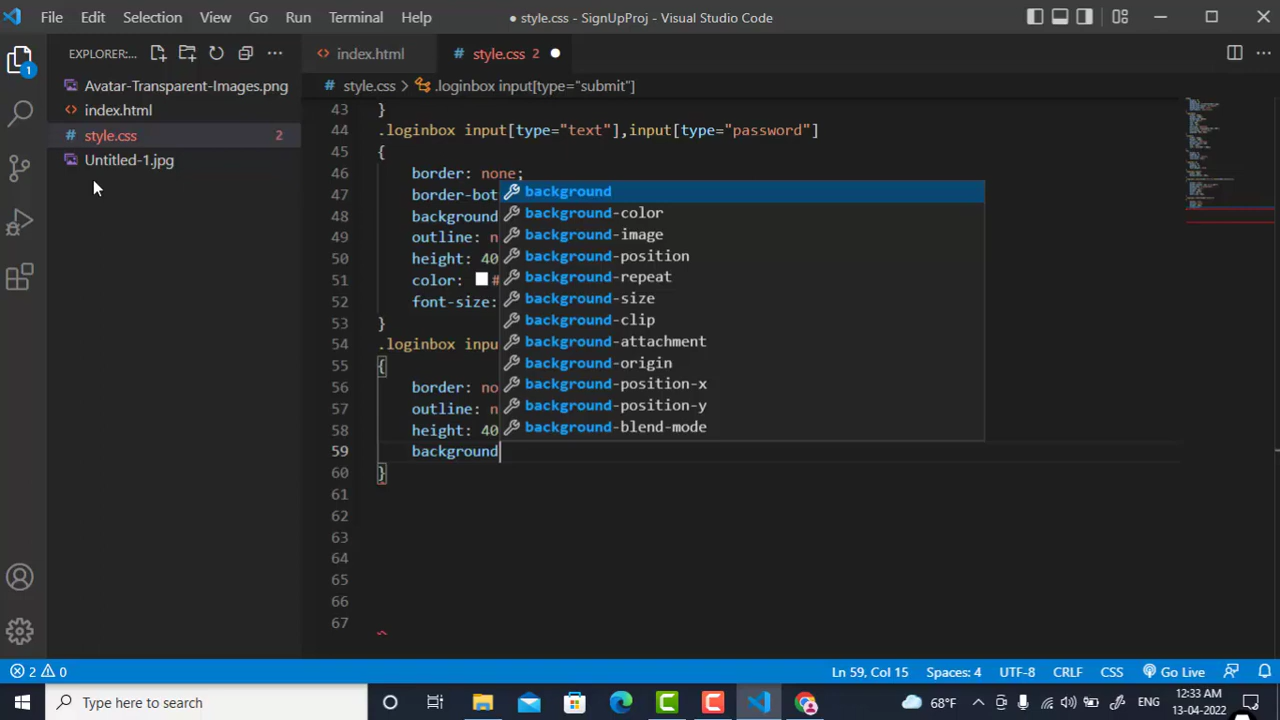 File Edit Selection View Go Run Terminal Help ● style.css - SignUpProj - Visual Studio Code
EXPLORER:... index.html style.css 2
Avatar-Transparent-Images.png
index.html
style.css 2
Untitled-1.jpg
1
style.css > .loginbox input[type="submit"]
43 }
44 .loginbox input[type="text"],input[type="password"]
45 {
46 border: none;
47 border-bot
48 background
49 outline: n
50 height: 40
51 color: #
52 font-size:
53 }
54 .loginbox inpu
55 {
56 border: no
57 outline: n
58 height: 40
59 background
60 }
61
62
63
64
65
66
67
background
background-color
background-image
background-position
background-repeat
background-size
background-clip
background-attachment
background-origin
background-position-x
background-position-y
background-blend-mode
2 0 Ln 59, Col 15 Spaces: 4 UTF-8 CRLF CSS Go Live
Type here to search 68°F ENG 12:33 AM
13-04-2022